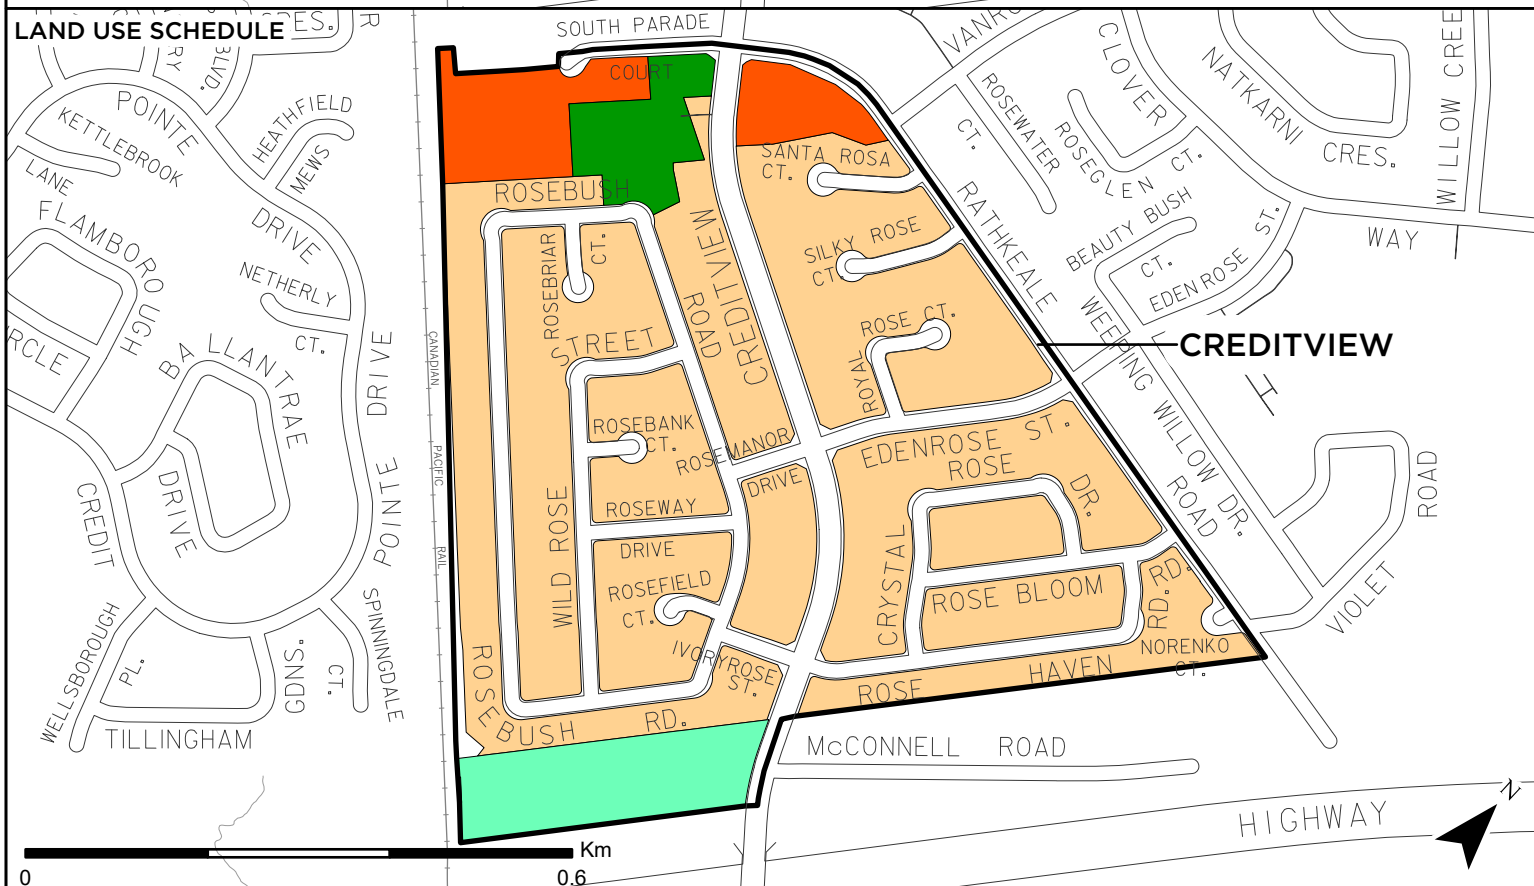 LAND USE SCHEDULE
CRES.
RY
BLVD.
R
SOUTH PARADE
COURT
VANRO
CLOVER
NATKARNI
CRES.
WILLOW CREE
POINTE
DRIVE
HEATHFIELD
MEWS
KETTLEBROOK
LANE
FLAMBOROUGH
IRCLE
NETHERLY
CT.
BALLANTRAE
DRIVE
CREDIT
POINTE DRIVE
CANADIAN
PACIFIC
RAIL
ROSEWATER
CT.
ROSEGLEN
CT.
BEAUTY BUSH
CT.
EDENROSE ST.
WAY
SANTA ROSA
CT.
RATHKEALE
ROAD
SILKY ROSE
CT.
ROSEBUSH
STREET
ROSEBRIAR
CT.
CREDITVIEW
ROAD
ROYAL
ROSE CT.
CREDITVIEW
WEEPING WILLOW DR.
ROSEBANK
CT.
ROSEMANOR
DRIVE
EDENROSE ST.
WILD ROSE
ROSEWAY
DRIVE
CRYSTAL
ROSE
DR.
ROSE BLOOM
RD.
ROSEFIELD
CT.
IVORYROSE
ST.
ROSE
HAVEN
RD.
NORENKO
CT.
VIOLET
ROAD
ROSEBUSH
RD.
WELLSBOROUGH
PL.
TILLINGHAM
GDNS.
SPINNINGDALE
CT.
McCONNELL ROAD
HIGHWAY
N
Km
0
0.6